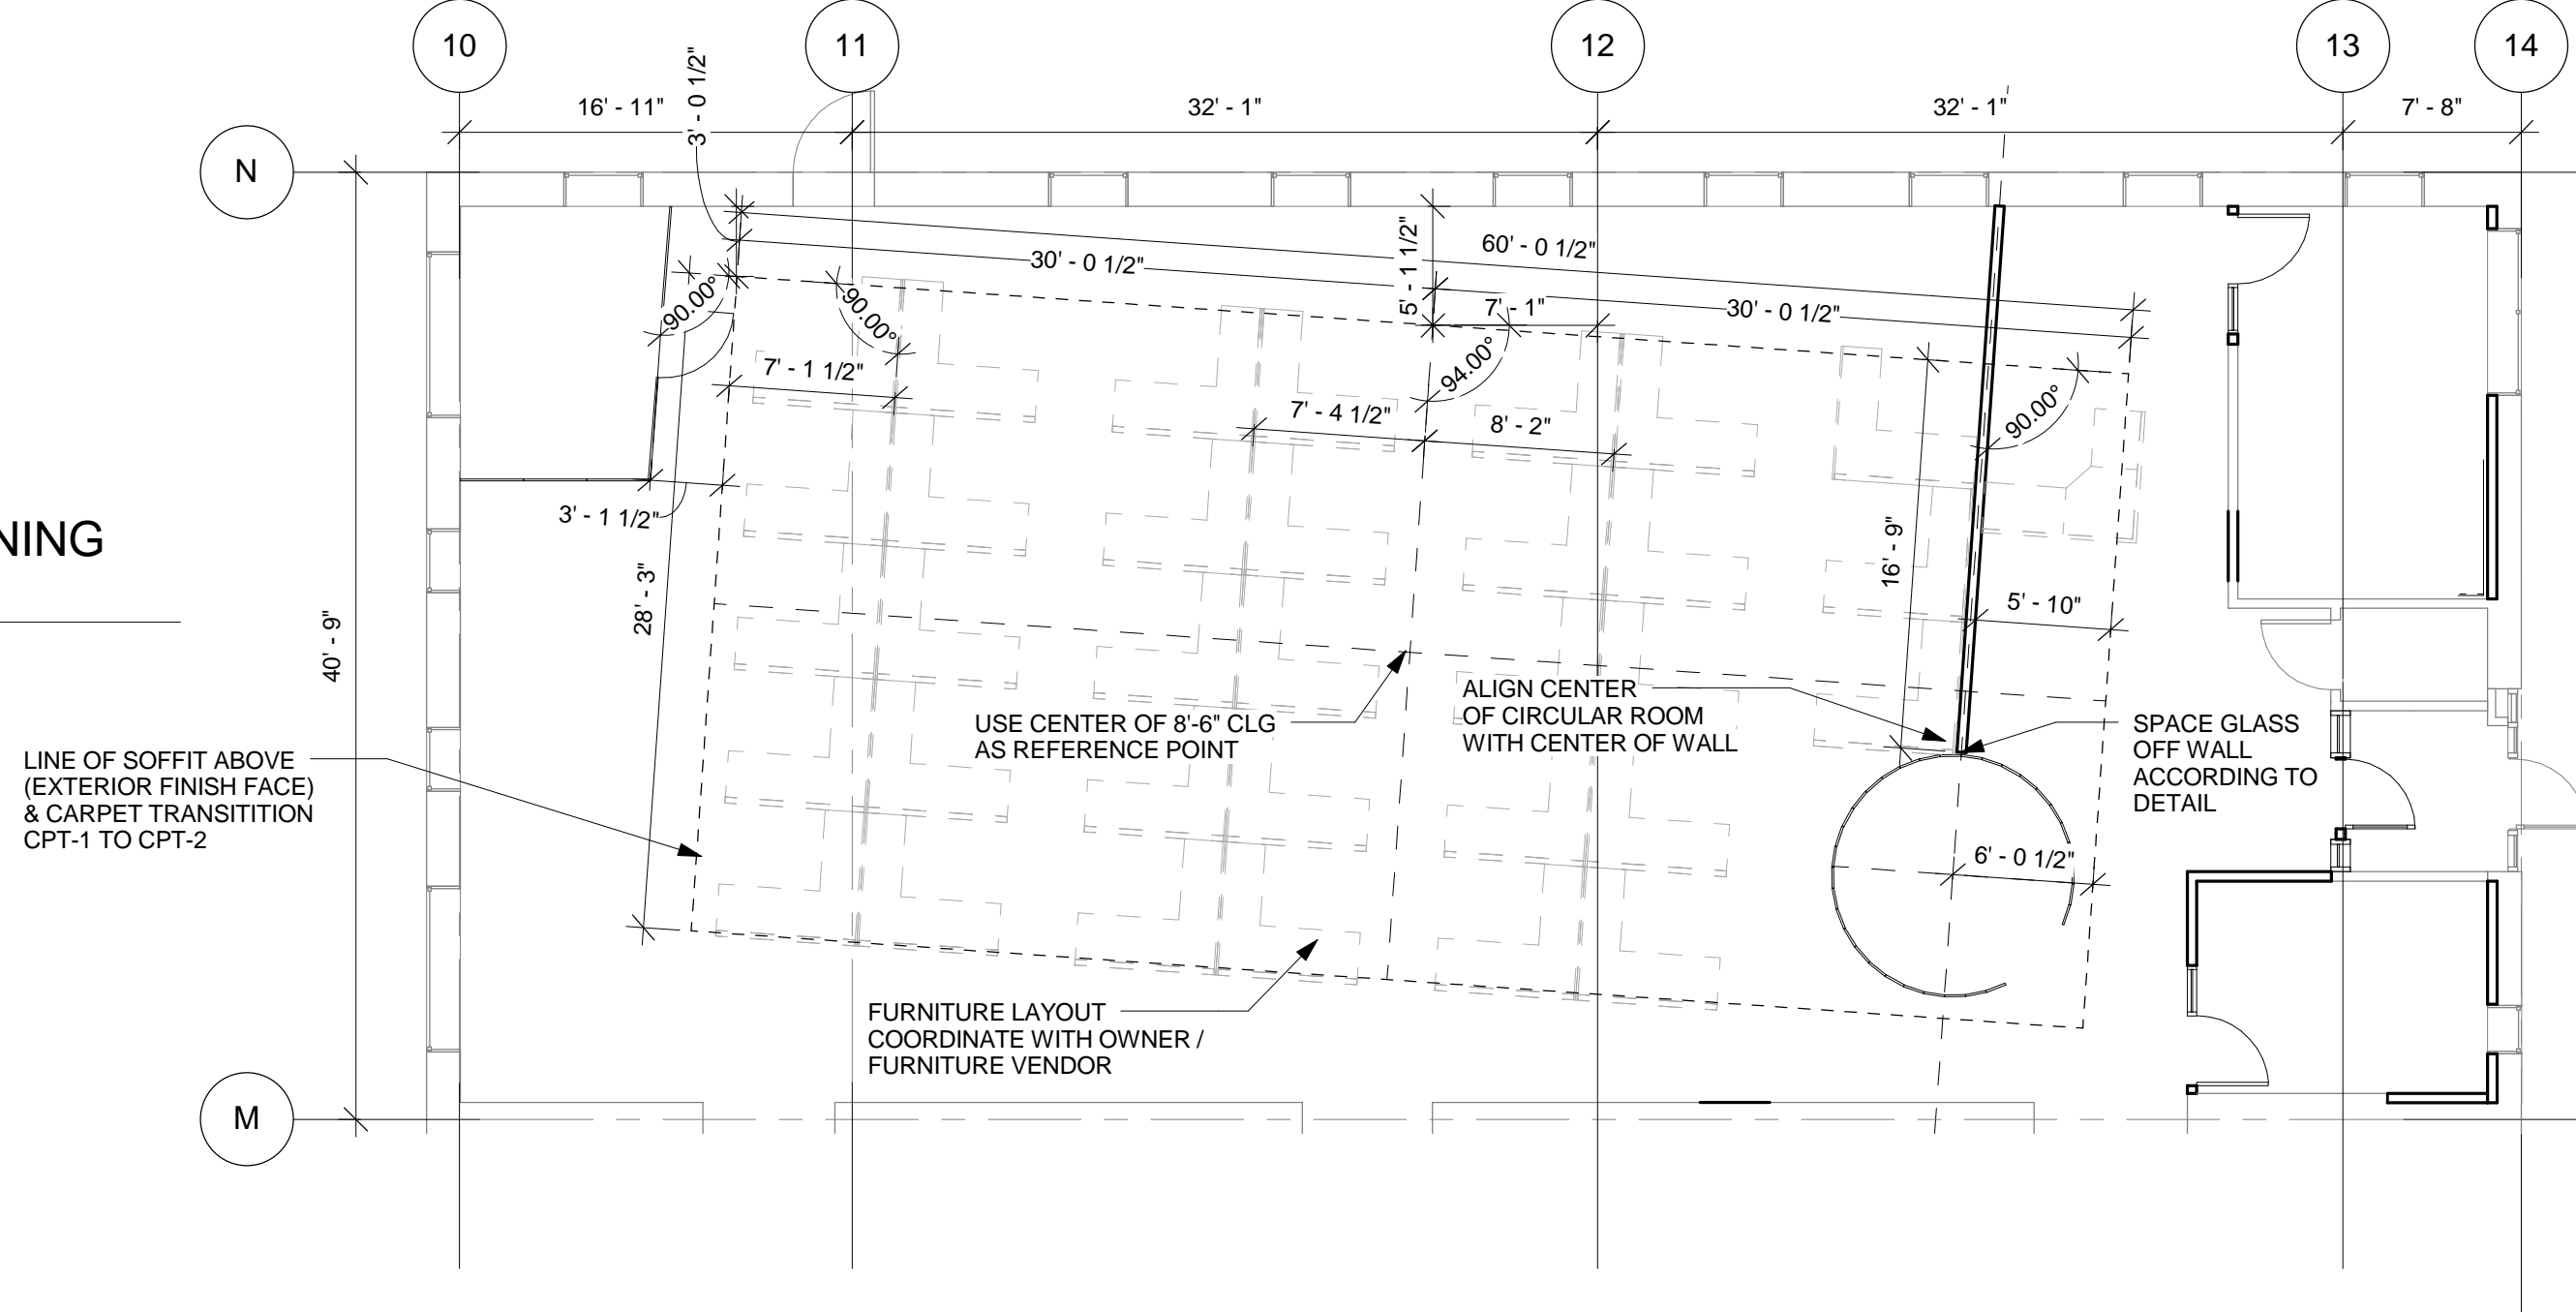 10
11
12
13
14
16' - 11"
3' - 0 1/2"
32' - 1"
32' - 1"
7' - 8"
N
60' - 0 1/2"
30' - 0 1/2"
5' - 1 1/2"
7' - 1"
30' - 0 1/2"
90.00°
90.00°
94.00°
90.00°
7' - 1 1/2"
7' - 4 1/2"
8' - 2"
3' - 1 1/2"
NING
28' - 3"
16' - 9"
5' - 10"
40' - 9"
ALIGN CENTER
OF CIRCULAR ROOM
WITH CENTER OF WALL
USE CENTER OF 8'-6" CLG
AS REFERENCE POINT
SPACE GLASS
OFF WALL
ACCORDING TO
DETAIL
LINE OF SOFFIT ABOVE
(EXTERIOR FINISH FACE)
& CARPET TRANSITITION
CPT-1 TO CPT-2
6' - 0 1/2"
FURNITURE LAYOUT
COORDINATE WITH OWNER /
FURNITURE VENDOR
M